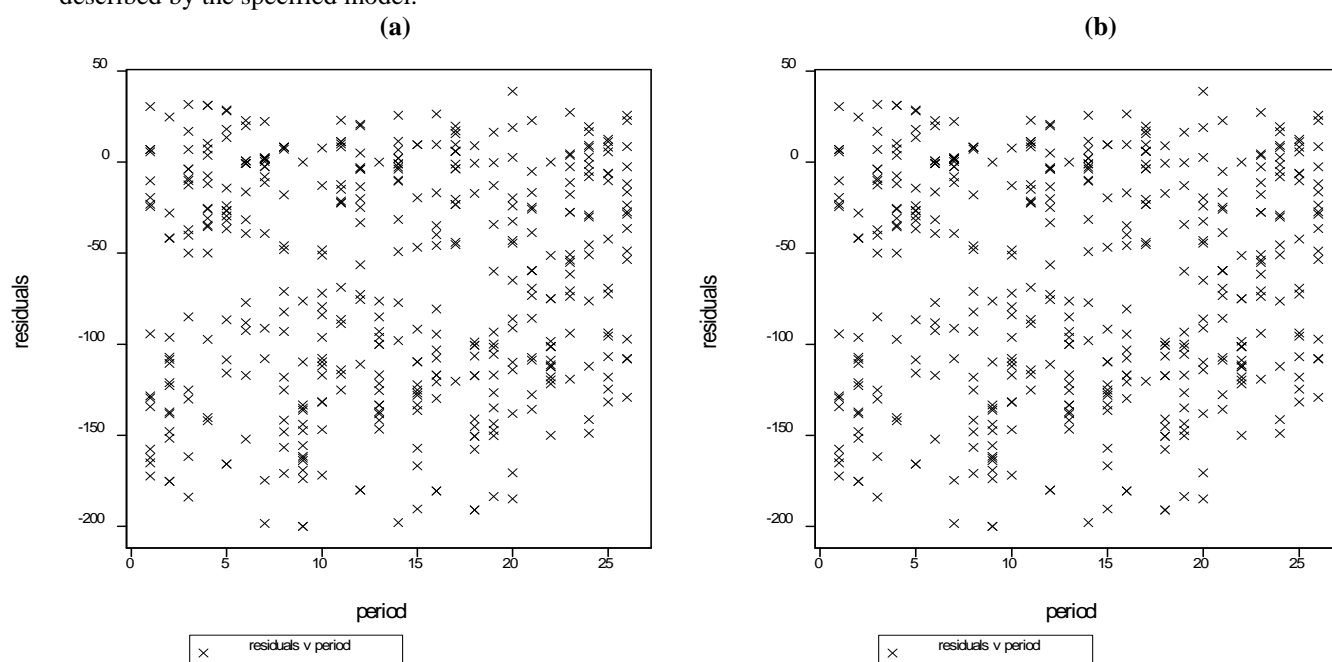 described by the specified model.
(a)
50
0
-50
-100
-150
-200
residuals
0 5 10 15 20 25
period
residuals v period
(b)
50
0
-50
-100
-150
-200
residuals
0 5 10 15 20 25
period
residuals v period